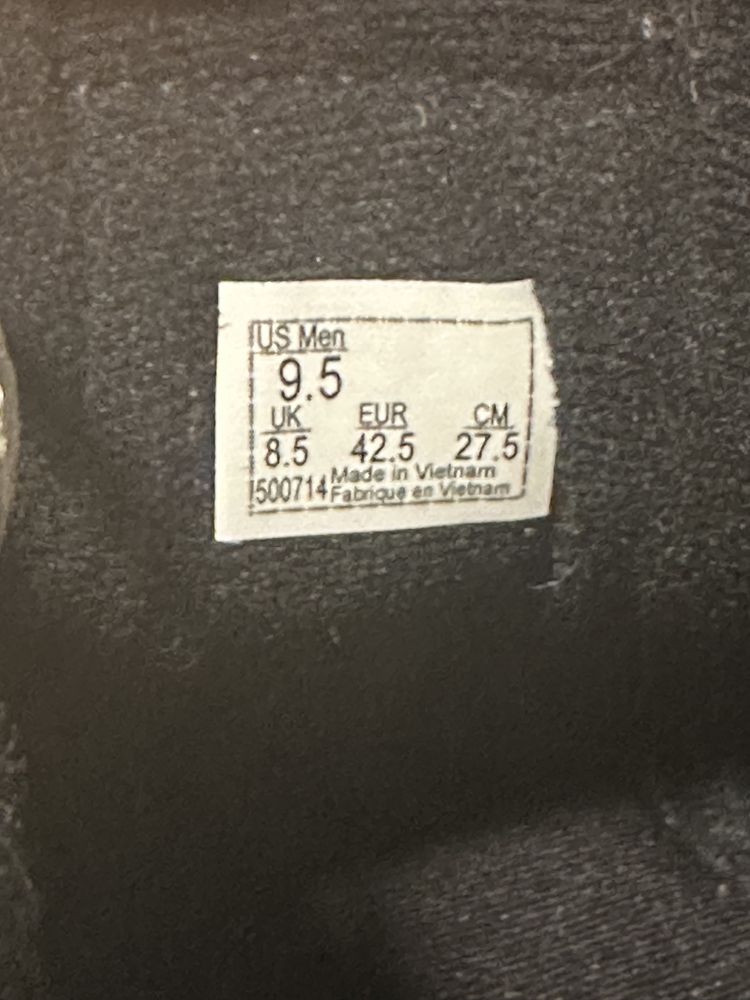 US Men
9.5
UK EUR CM
8.5 42.5 27.5
500714 Made in Vietnam
Fabriqué en Vietnam